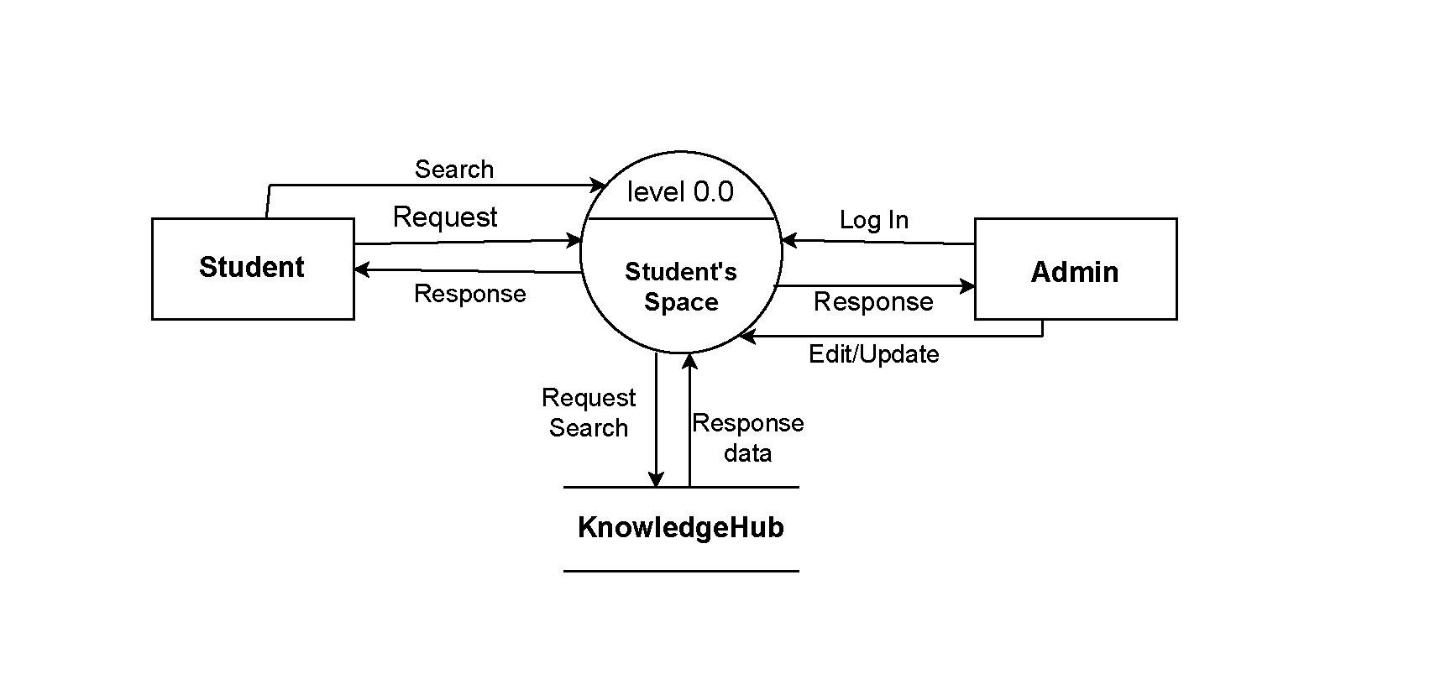 Search
level 0.0
Request
Log In
Student
Student's
Space
Admin
Response
Response
Edit/Update
Request
Search
Response
data
KnowledgeHub